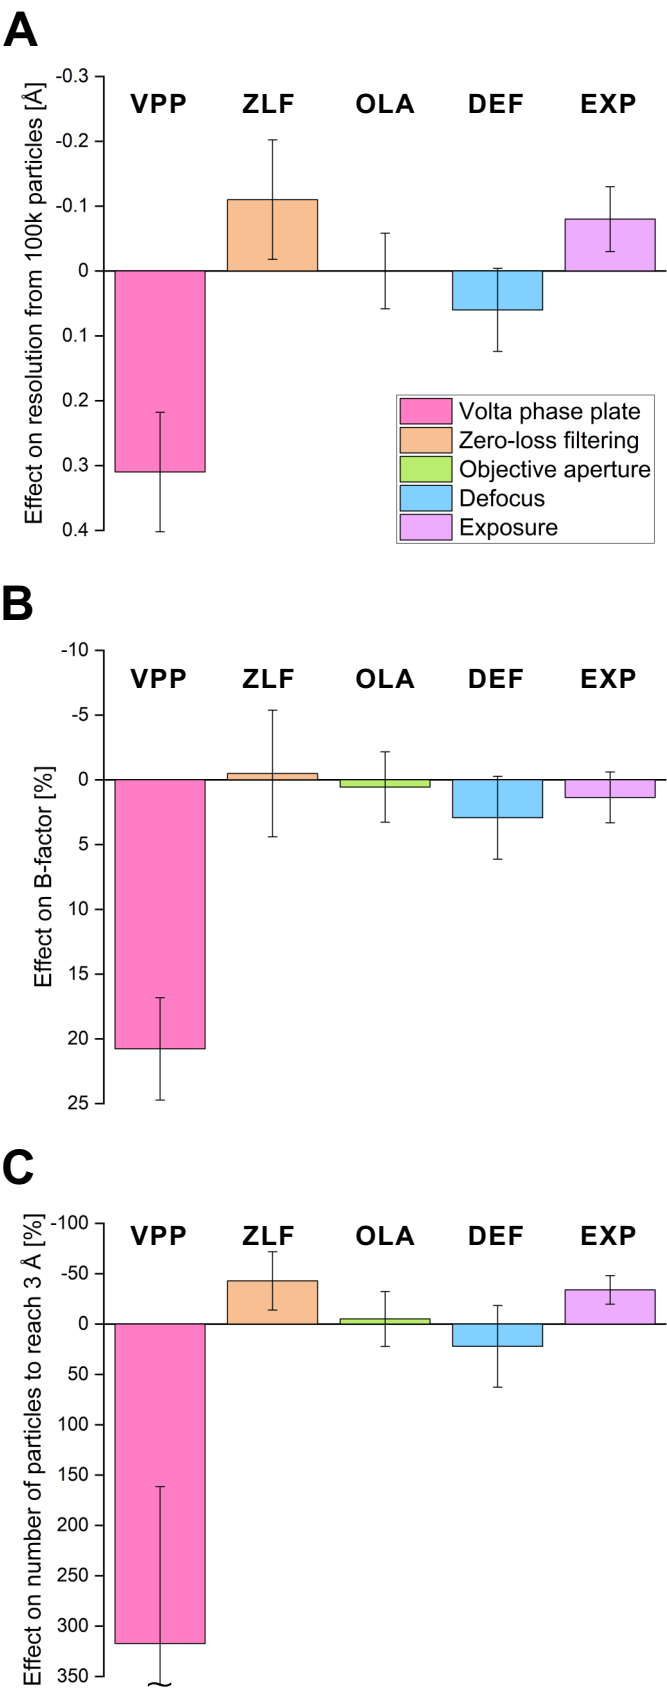 A
Effect on resolution from 100k particles [Å]
-0.3
-0.2
-0.1
0
0.1
0.2
0.3
0.4
VPP ZLF OLA DEF EXP
Volta phase plate
Zero-loss filtering
Objective aperture
Defocus
Exposure
B
Effect on B-factor [%]
-10
-5
0
5
10
15
20
25
VPP ZLF OLA DEF EXP
C
Effect on number of particles to reach 3 Å [%]
-100
-50
0
50
100
150
200
250
300
350
VPP ZLF OLA DEF EXP